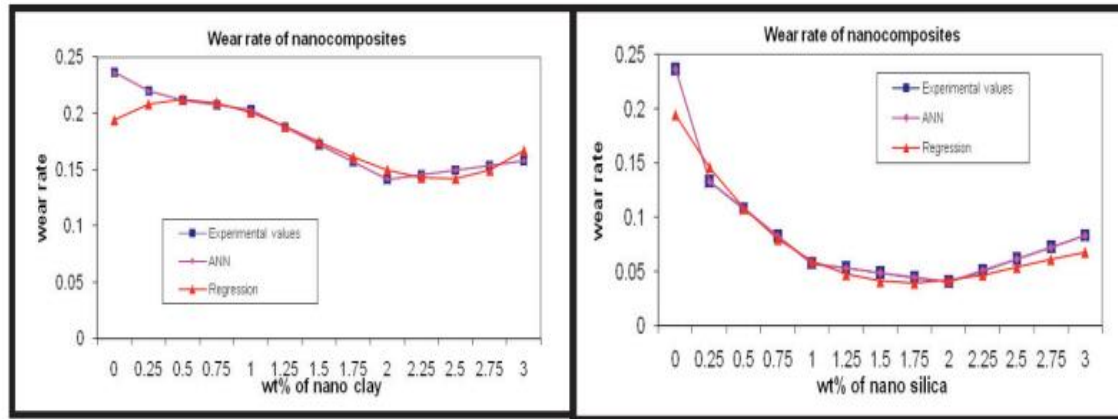 Wear rate of nanocomposites
0.25
0.2
0.15
0.1
0.05
0
wear rate
Experimental values
ANN
Regression
0 0.25 0.5 0.75 1 1.25 1.5 1.75 2 2.25 2.5 2.75 3
wt% of nano clay
Wear rate of nanocomposites
0.25
0.2
0.15
0.1
0.05
0
wear rate
Experimental values
ANN
Regression
0 0.25 0.5 0.75 1 1.25 1.5 1.75 2 2.25 2.5 2.75 3
wt% of nano silica